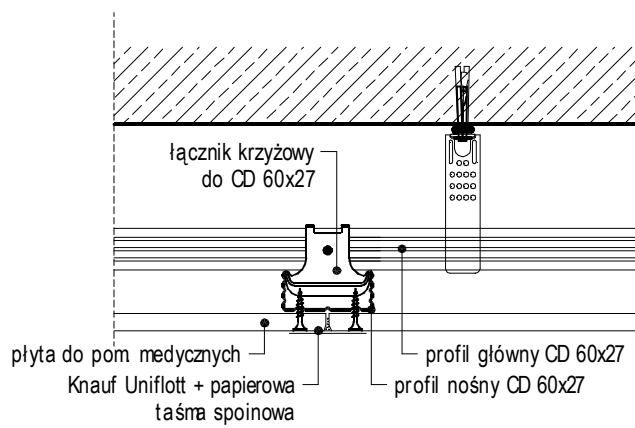 łącznik krzyżowy
do CD 60x27
płyta do pom medycznych
profil główny CD 60x27
Knauf Uniflott + papierowa
profil nośny CD 60x27
taśma spoinowa